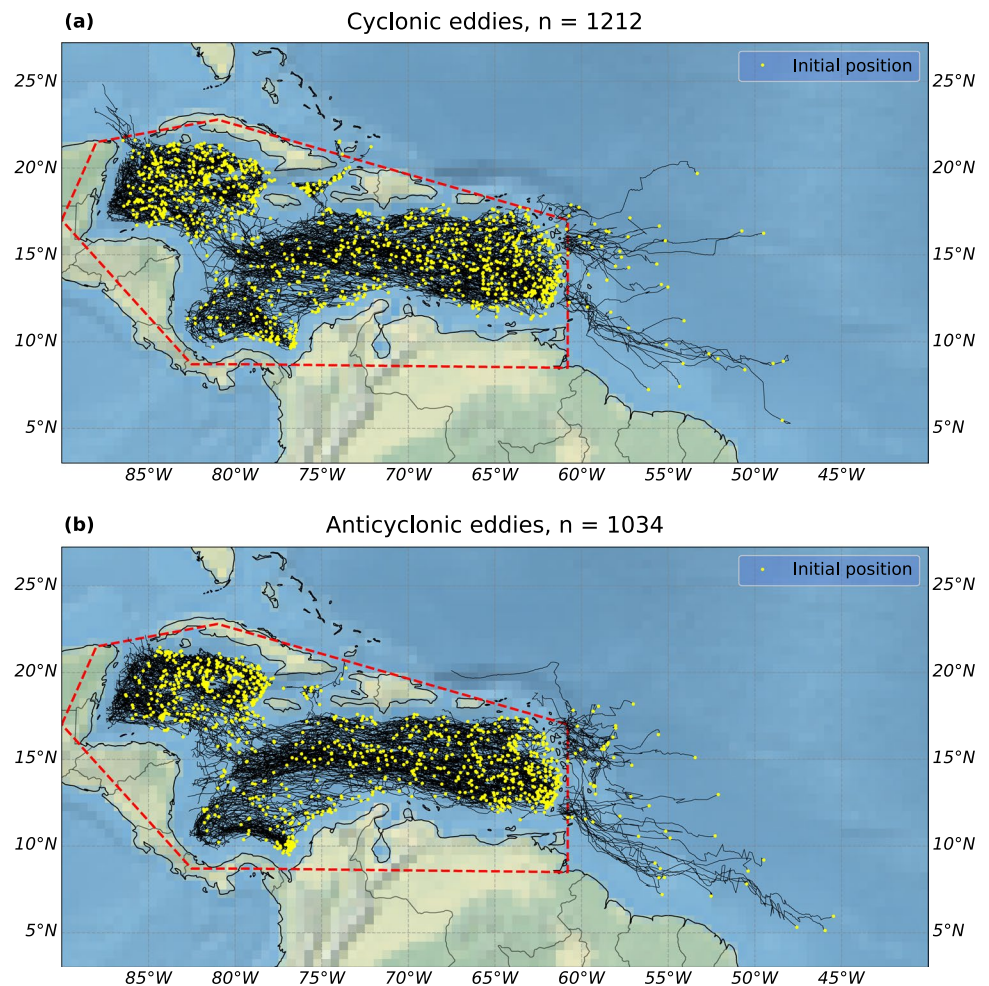 (a) Cyclonic eddies, n = 1212
Initial position
25°N 25°N
20°N 20°N
15°N 15°N
10°N 10°N
5°N 5°N
85°W 80°W 75°W 70°W 65°W 60°W 55°W 50°W 45°W
(b) Anticyclonic eddies, n = 1034
Initial position
25°N 25°N
20°N 20°N
15°N 15°N
10°N 10°N
5°N 5°N
85°W 80°W 75°W 70°W 65°W 60°W 55°W 50°W 45°W